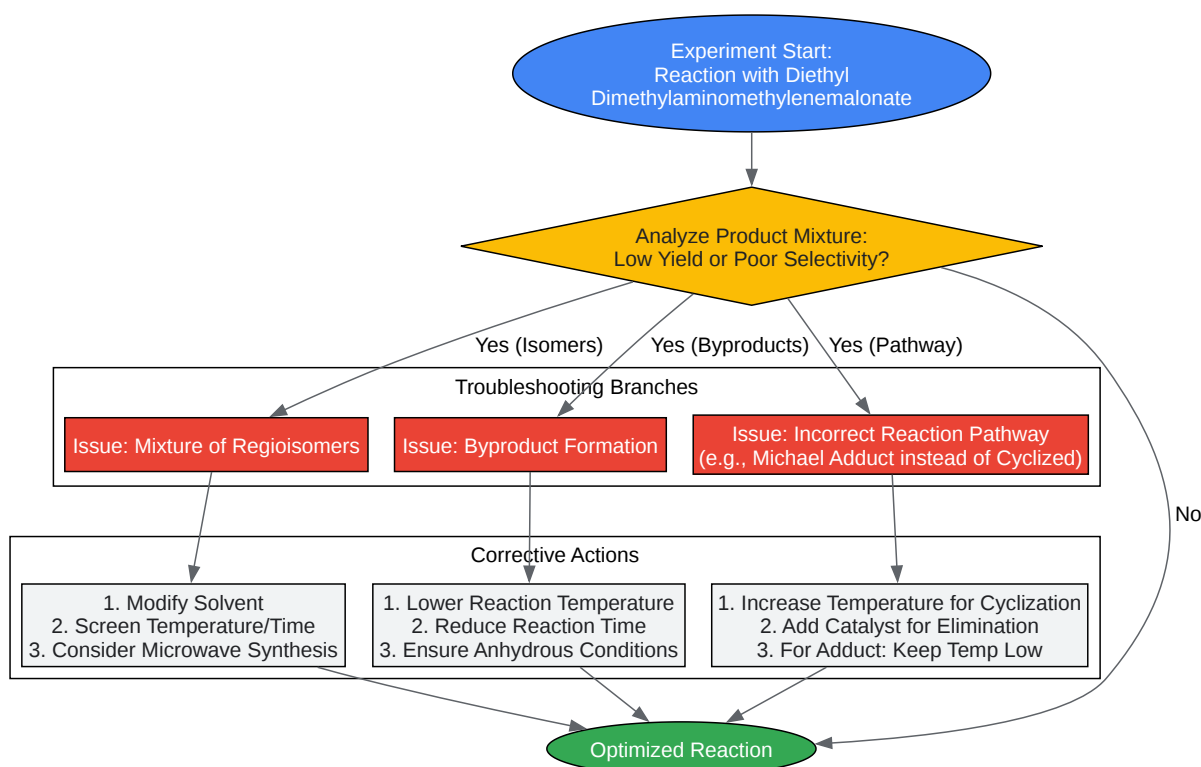 Experiment Start:
Reaction with Diethyl
Dimethylaminomethylenemalonate
Analyze Product Mixture:
Low Yield or Poor Selectivity?
Yes (Isomers)
Yes (Byproducts)
Yes (Pathway)
No
Troubleshooting Branches
Issue: Mixture of Regioisomers
Issue: Byproduct Formation
Issue: Incorrect Reaction Pathway
(e.g., Michael Adduct instead of Cyclized)
Corrective Actions
1. Modify Solvent
2. Screen Temperature/Time
3. Consider Microwave Synthesis
1. Lower Reaction Temperature
2. Reduce Reaction Time
3. Ensure Anhydrous Conditions
1. Increase Temperature for Cyclization
2. Add Catalyst for Elimination
3. For Adduct: Keep Temp Low
Optimized Reaction